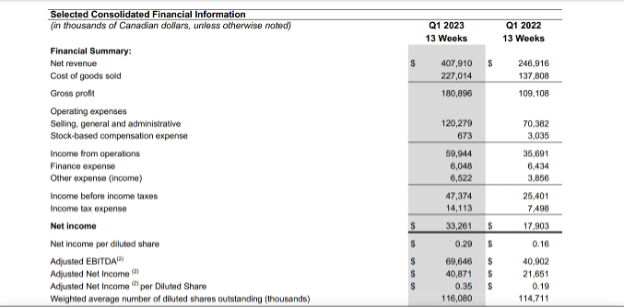 Selected Consolidated Financial Information
(in thousands of Canadian dollars, unless otherwise noted) Q1 2023 Q1 2022
13 Weeks 13 Weeks
Financial Summary:
Net revenue $ 407,910 $ 246,916
Cost of goods sold 227,014 137,808
Gross profit 180,896 109,108
Operating expenses
Selling, general and administrative 120,279 70,382
Stock-based compensation expense 673 3,035
Income from operations 59,944 35,691
Finance expense 6,048 6,434
Other expense (income) 6,522 3,856
Income before income taxes 47,374 25,401
Income tax expense 14,113 7,498
Net income $ 33,261 $ 17,903
Net income per diluted share $ 0.29 $ 0.16
Adjusted EBITDA(2) $ 69,646 $ 40,902
Adjusted Net Income (2) $ 40,871 $ 21,651
Adjusted Net Income (2) per Diluted Share $ 0.35 $ 0.19
Weighted average number of diluted shares outstanding (thousands) 116,080 114,711